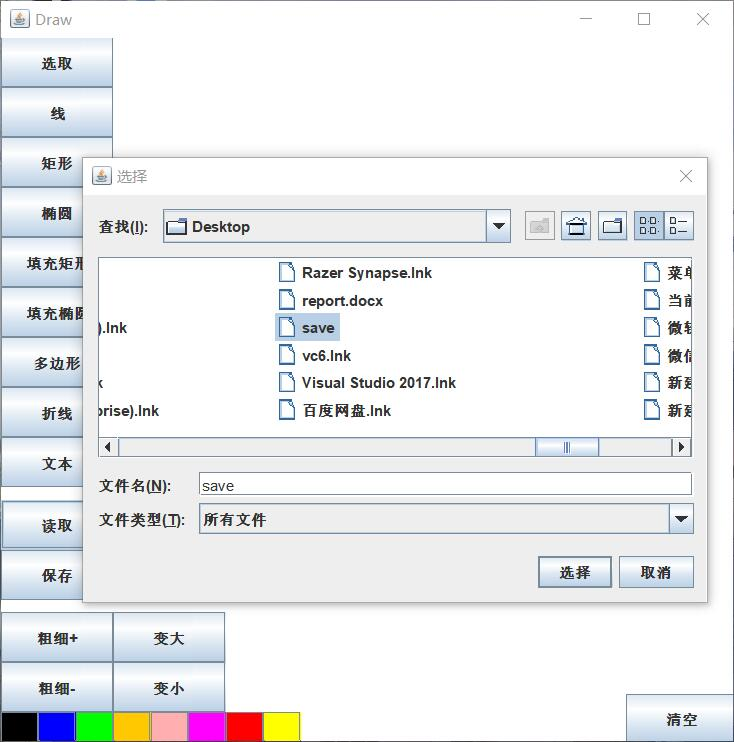 Draw
选取
线
矩形
选择
查找(I):
Desktop
椭圆
填充矩形
填充椭圆
多边形
折线
文本
).lnk
k
prise).lnk
Razer Synapse.lnk
report.docx
save
vc6.lnk
Visual Studio 2017.lnk
百度网盘.lnk
菜单
当前
微软
微信
新建
新建
文件名(N):
save
文件类型(T):
所有文件
选择
取消
读取
保存
粗细+
变大
粗细-
变小
清空